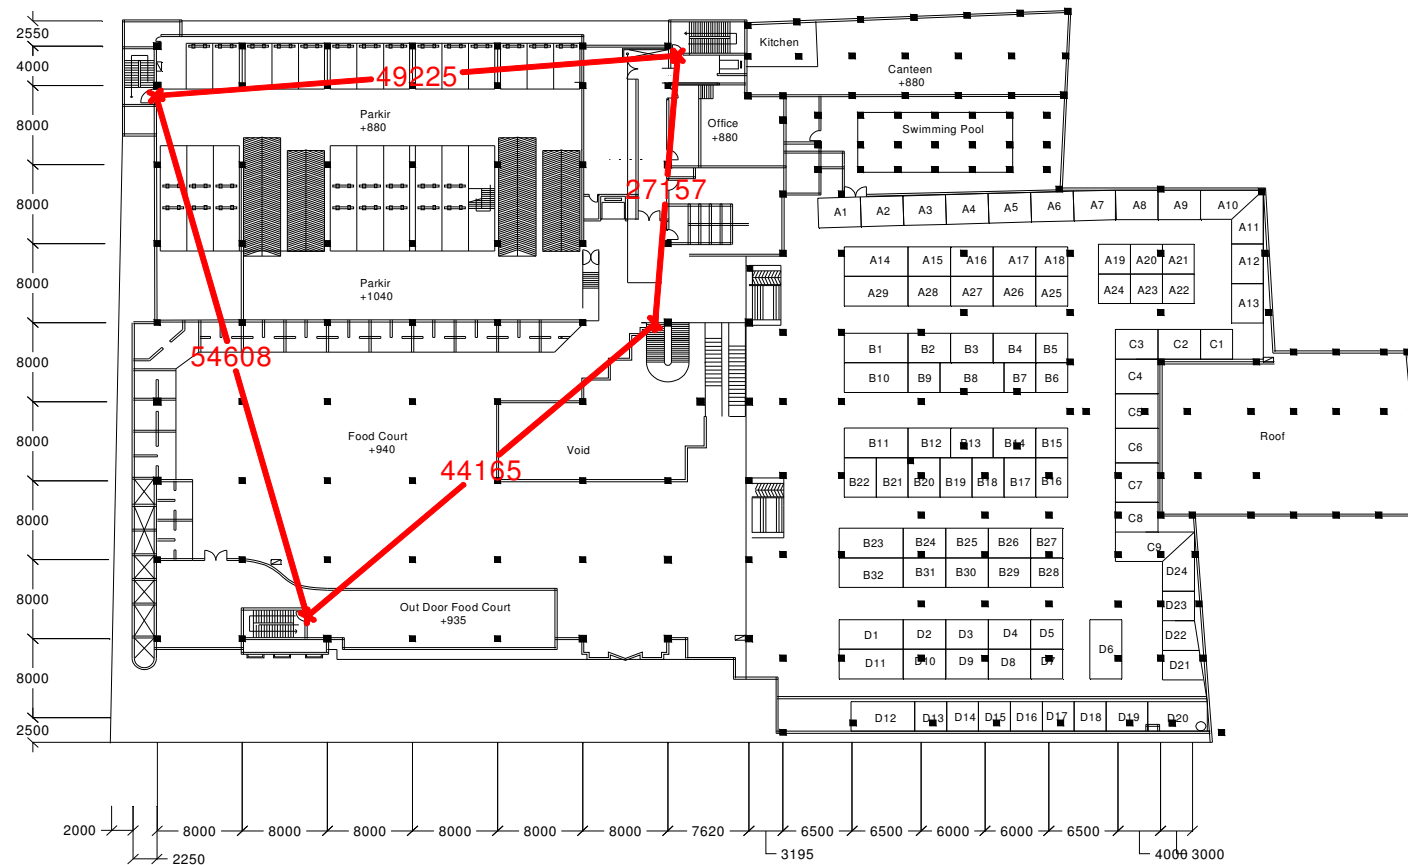 2550
4000
8000
8000
8000
8000
8000
8000
8000
8000
2500
Kitchen
Canteen
+880
49225
Parkir
+880
Office
+880
Swimming Pool
27157
A1 A2 A3 A4 A5 A6 A7 A8 A9 A10
A11
A14 A15 A16 A17 A18 A19 A20 A21 A12
A29 A28 A27 A26 A25 A24 A23 A22 A13
Parkir
+1040
54608
B1 B2 B3 B4 B5 C3 C2 C1
B10 B9 B8 B7 B6 C4
C5
Food Court
+940
Void
B11 B12 B13 B14 B15 C6
Roof
44165
B22 B21 B20 B19 B18 B17 B16 C7
C8
B23 B24 B25 B26 B27 C9
B32 B31 B30 B29 B28 D24
Out Door Food Court
+935
D23
D1 D2 D3 D4 D5 D6 D22
D11 D10 D9 D8 D7 D21
D12 D13 D14 D15 D16 D17 D18 D19 D20
2000 8000 8000 8000 8000 8000 8000 7620 6500 6500 6000 6000 6500
2250 3195 4000 3000